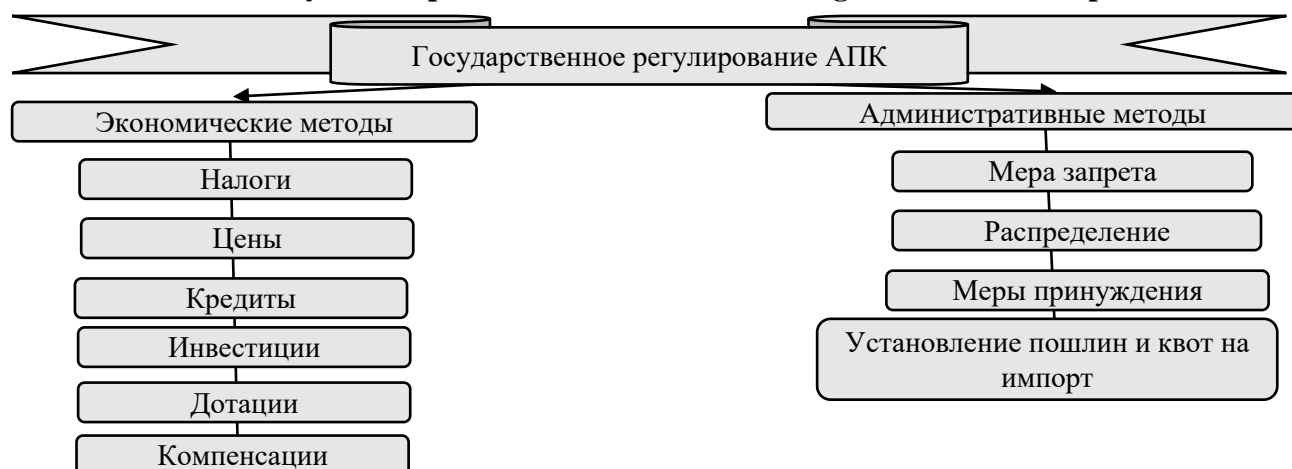 Государственное регулирование АПК
Экономические методы
Налоги
Цены
Кредиты
Инвестиции
Дотации
Компенсации
Административные методы
Мера запрета
Распределение
Меры принуждения
Установление пошлин и квот на
импорт